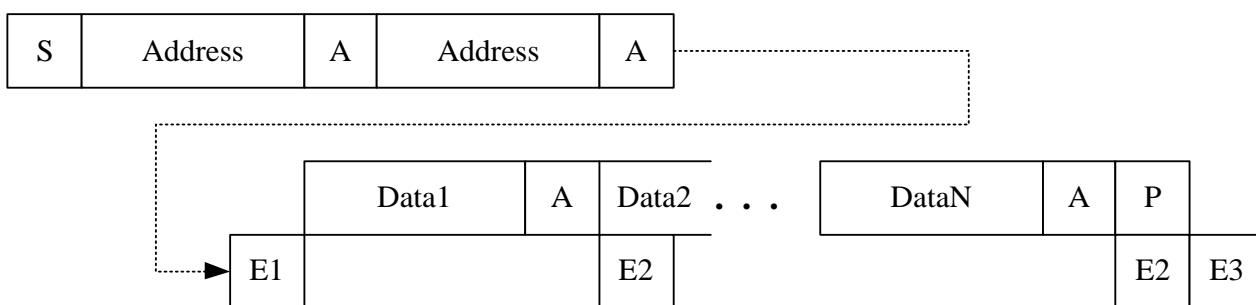 S Address A Address A
Data1 A Data2 . . . DataN A P
E1 E2 E2 E3